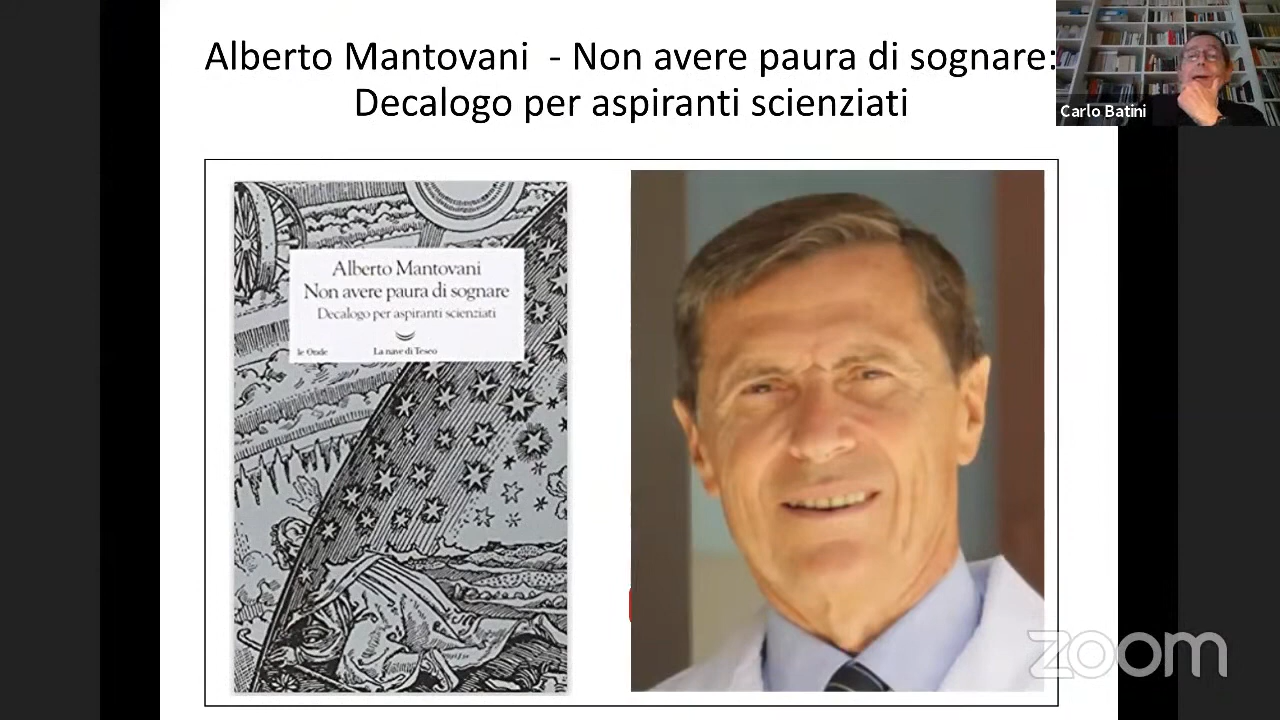 Alberto Mantovani - Non avere paura di sognare:
Decalogo per aspiranti scienziati
Carlo Batini
Alberto Mantovani
Non avere paura di sognare
Decalogo per aspiranti scienziati
le Onde
La nave di Teseo
zoom